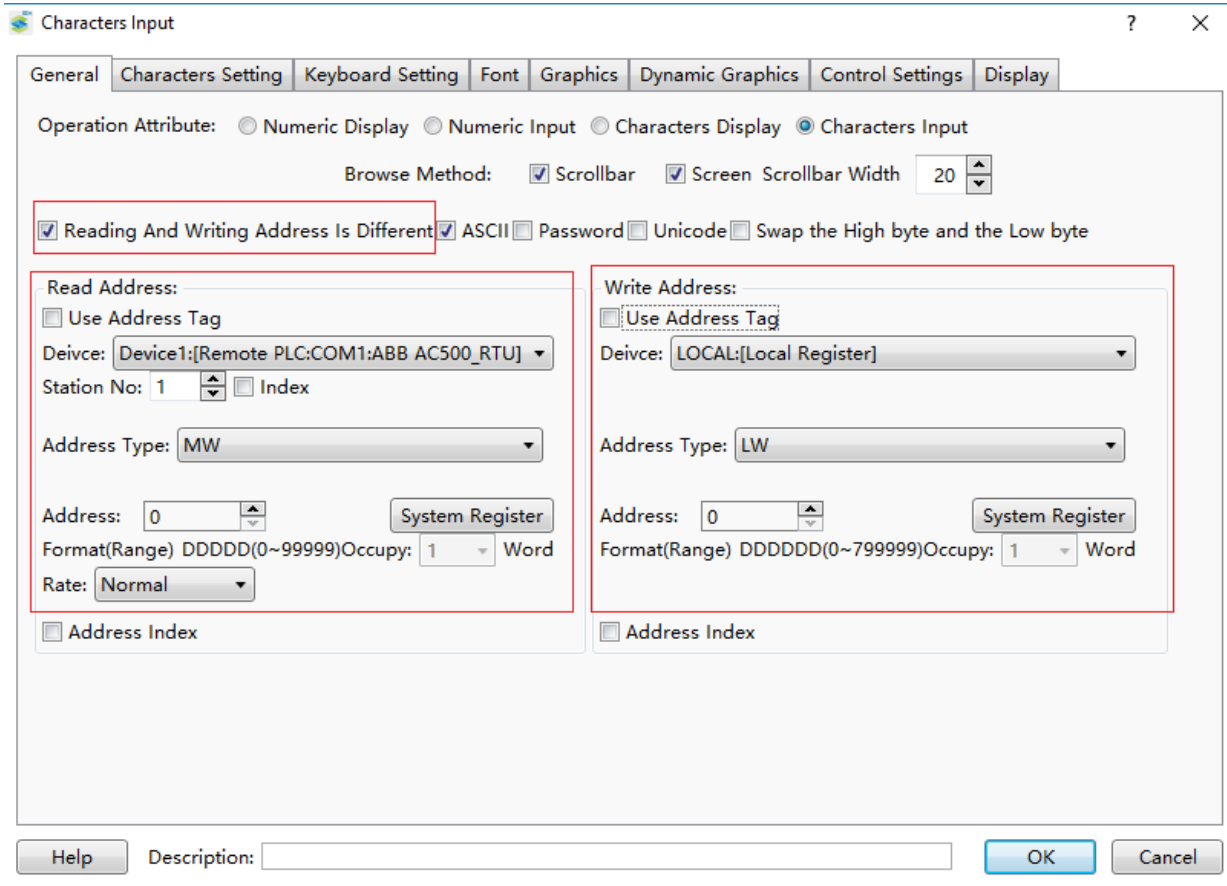 Characters Input ? ×
General Characters Setting Keyboard Setting Font Graphics Dynamic Graphics Control Settings Display
Operation Attribute: Numeric Display Numeric Input Characters Display Characters Input
Browse Method: Scrollbar Screen Scrollbar Width 20
Reading And Writing Address Is Different ASCII Password Unicode Swap the High byte and the Low byte
Read Address:
Use Address Tag
Deivce: Device1:[Remote PLC:COM1:ABB AC500_RTU]
Station No: 1 Index
Address Type: MW
Address: 0 System Register
Format(Range) DDDDD(0~99999)Occupy: 1 Word
Rate: Normal
Address Index
Write Address:
Use Address Tag
Deivce: LOCAL:[Local Register]
Address Type: LW
Address: 0 System Register
Format(Range) DDDDDD(0~799999)Occupy: 1 Word
Address Index
Help Description: OK Cancel